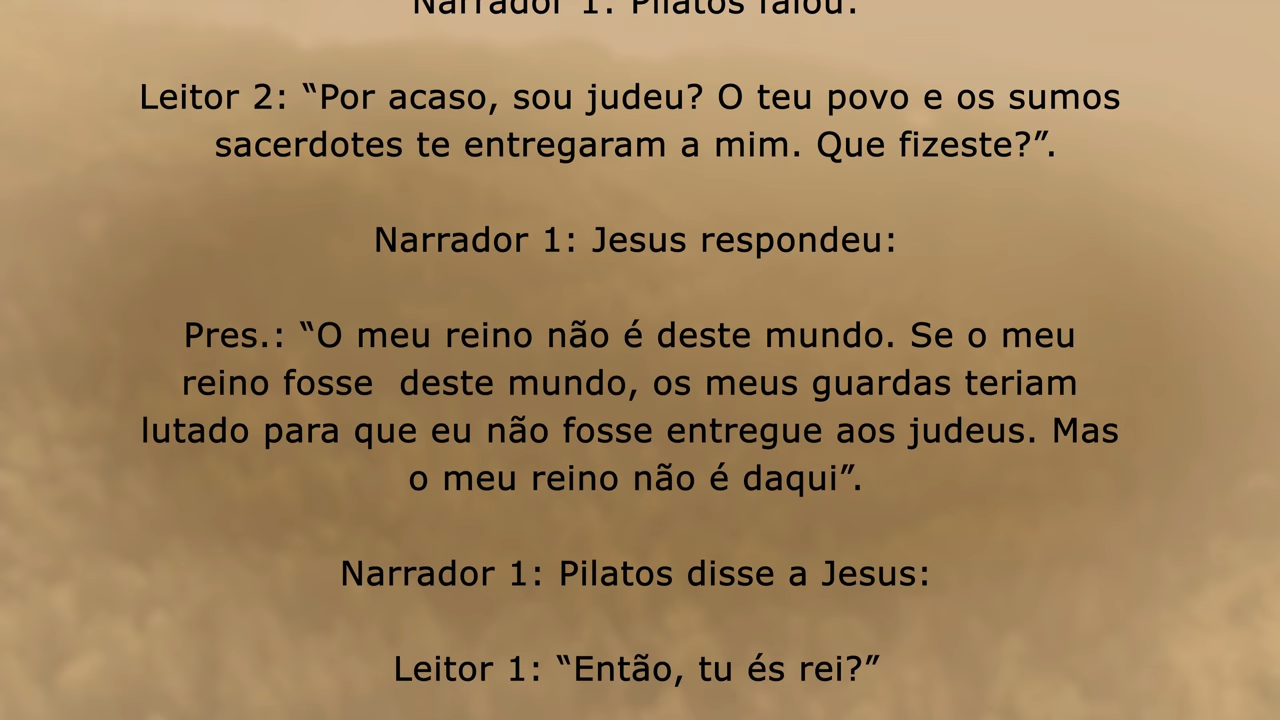 Narrador 1: Pilatos falou:
Leitor 2: “Por acaso, sou judeu? O teu povo e os sumos
sacerdotes te entregaram a mim. Que fizeste?”.
Narrador 1: Jesus respondeu:
Pres.: “O meu reino não é deste mundo. Se o meu
reino fosse  deste mundo, os meus guardas teriam
lutado para que eu não fosse entregue aos judeus. Mas
o meu reino não é daqui”.
Narrador 1: Pilatos disse a Jesus:
Leitor 1: “Então, tu és rei?”